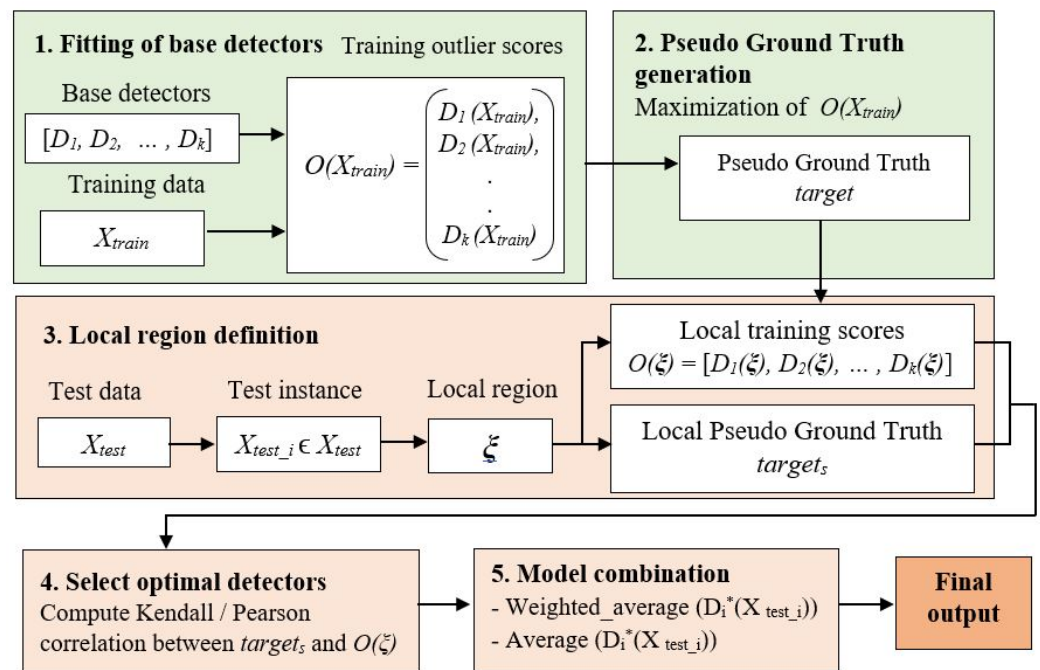 1. Fitting of base detectors Training outlier scores
Base detectors
[D1, D2, ... , Dk]
Training data
Xtrain
O(Xtrain) =
D1 (Xtrain),
D2 (Xtrain),
.
.
Dk (Xtrain)
2. Pseudo Ground Truth
generation
Maximization of O(Xtrain)
Pseudo Ground Truth
target
3. Local region definition
Test data
Xtest
Test instance
Xtest_i ϵ Xtest
Local region
ξ
Local training scores
O(ξ) = [D1(ξ), D2(ξ), ... , Dk(ξ)]
Local Pseudo Ground Truth
targets
4. Select optimal detectors
Compute Kendall / Pearson
correlation between targets and O(ξ)
5. Model combination
- Weighted_average (Di*(X test_i))
- Average (Di*(X test_i))
Final
output